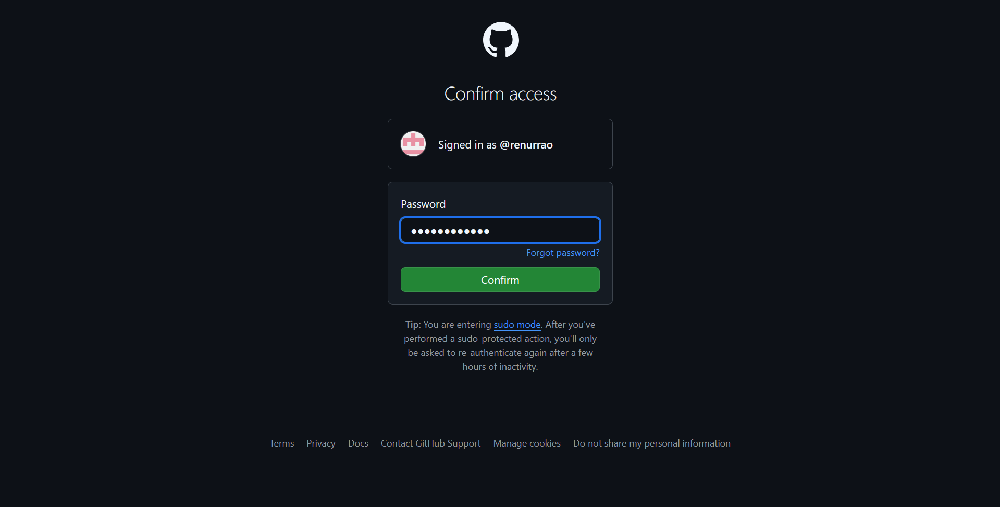 Confirm access
Signed in as @renurrao
Password
••••••••••••
Forgot password?
Confirm
Tip: You are entering sudo mode. After you've
performed a sudo-protected action, you'll only
be asked to re-authenticate again after a few
hours of inactivity.
Terms Privacy Docs Contact GitHub Support Manage cookies Do not share my personal information